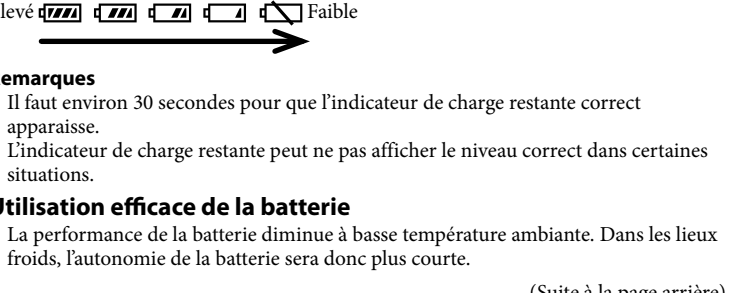 levé Faible
emarques
Il faut environ 30 secondes pour que l’indicateur de charge restante correct
apparaisse.
L’indicateur de charge restante peut ne pas afficher le niveau correct dans certaines
situations.
Utilisation efficace de la batterie
La performance de la batterie diminue à basse température ambiante. Dans les lieux
froids, l’autonomie de la batterie sera donc plus courte.
(Suite à la page arrière)